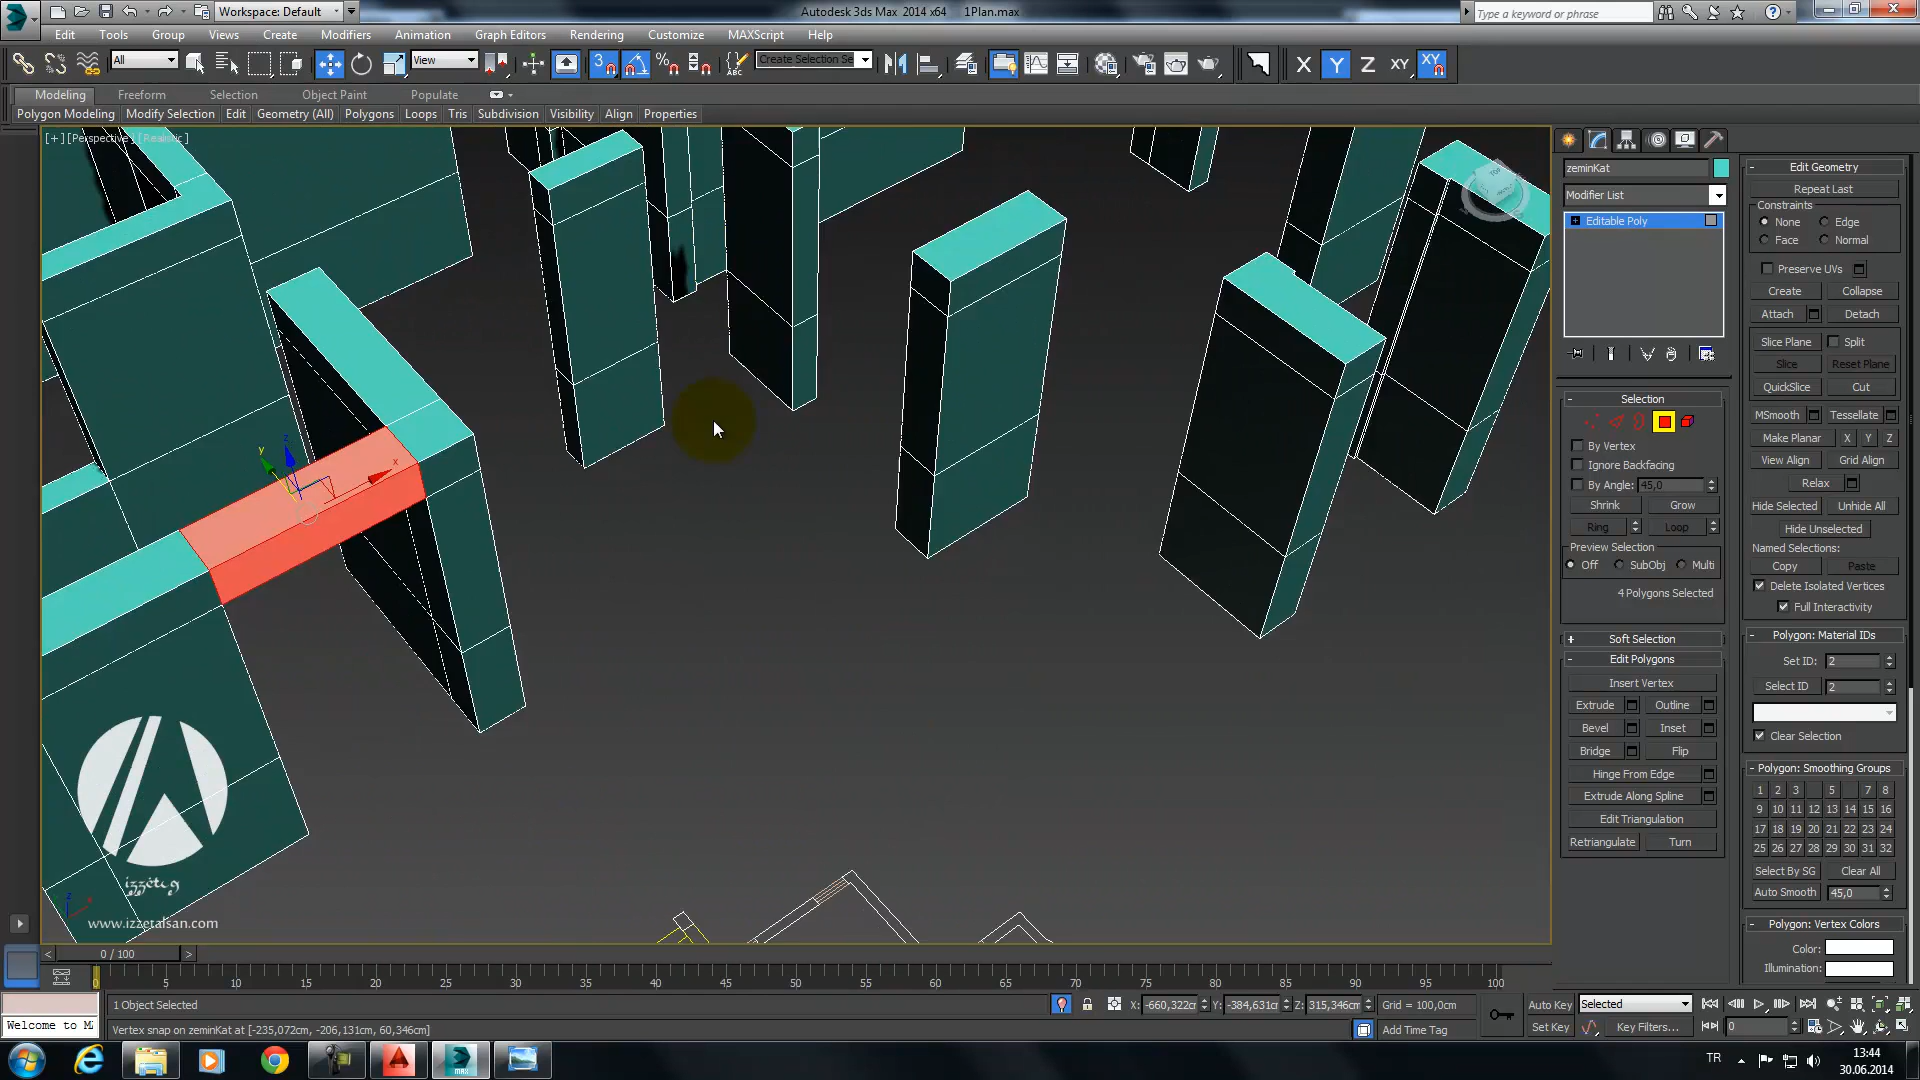 Workspace: Default
Autodesk 3ds Max 2014 x64 1Plan.max
Type a keyword or phrase
Edit Tools Group Views Create Modifiers Animation Graph Editors Rendering Customize MAXScript Help
All
View
3
Create Selection Se
X Y Z XY XY
Modeling Freeform Selection Object Paint Populate
Polygon Modeling Modify Selection Edit Geometry (All) Polygons Loops Tris Subdivision Visibility Align Properties
[+][Perspective][Realistic]
TOP
y z x
zeminKat
Modifier List
Editable Poly
Selection
By Vertex
Ignore Backfacing
By Angle: 45,0
Shrink Grow
Ring Loop
Preview Selection
Off SubObj Multi
4 Polygons Selected
Soft Selection
Edit Polygons
Insert Vertex
Extrude Outline
Bevel Inset
Bridge Flip
Hinge From Edge
Extrude Along Spline
Edit Triangulation
Retriangulate Turn
Edit Geometry
Repeat Last
Constraints
None Edge
Face Normal
Preserve UVs
Create Collapse
Attach Detach
Slice Plane Split
Slice Reset Plane
QuickSlice Cut
MSmooth Tessellate
Make Planar X Y Z
View Align Grid Align
Relax
Hide Selected Unhide All
Hide Unselected
Named Selections:
Copy Paste
Delete Isolated Vertices
Full Interactivity
Polygon: Material IDs
Set ID: 2
Select ID 2
Clear Selection
Polygon: Smoothing Groups
1 2 3 5 7 8
9 10 11 12 13 14 15 16
17 18 19 20 21 22 23 24
25 26 27 28 29 30 31 32
Select By SG Clear All
Auto Smooth 45,0
Polygon: Vertex Colors
Color:
Illumination:
www.izzetalsan.com
0 / 100
0 5 10 15 20 25 30 35 40 45 50 55 60 65 70 75 80 85 90 95 100
1 Object Selected
X: -660,322cm Y: -384,631cm Z: 315,346cm Grid = 100,0cm
Auto Key Selected
Welcome to M
Vertex snap on zeminKat at [-235,072cm, -206,131cm, 60,346cm]
Add Time Tag
Set Key Key Filters... 0
MAX
TR
13:44
30.06.2014